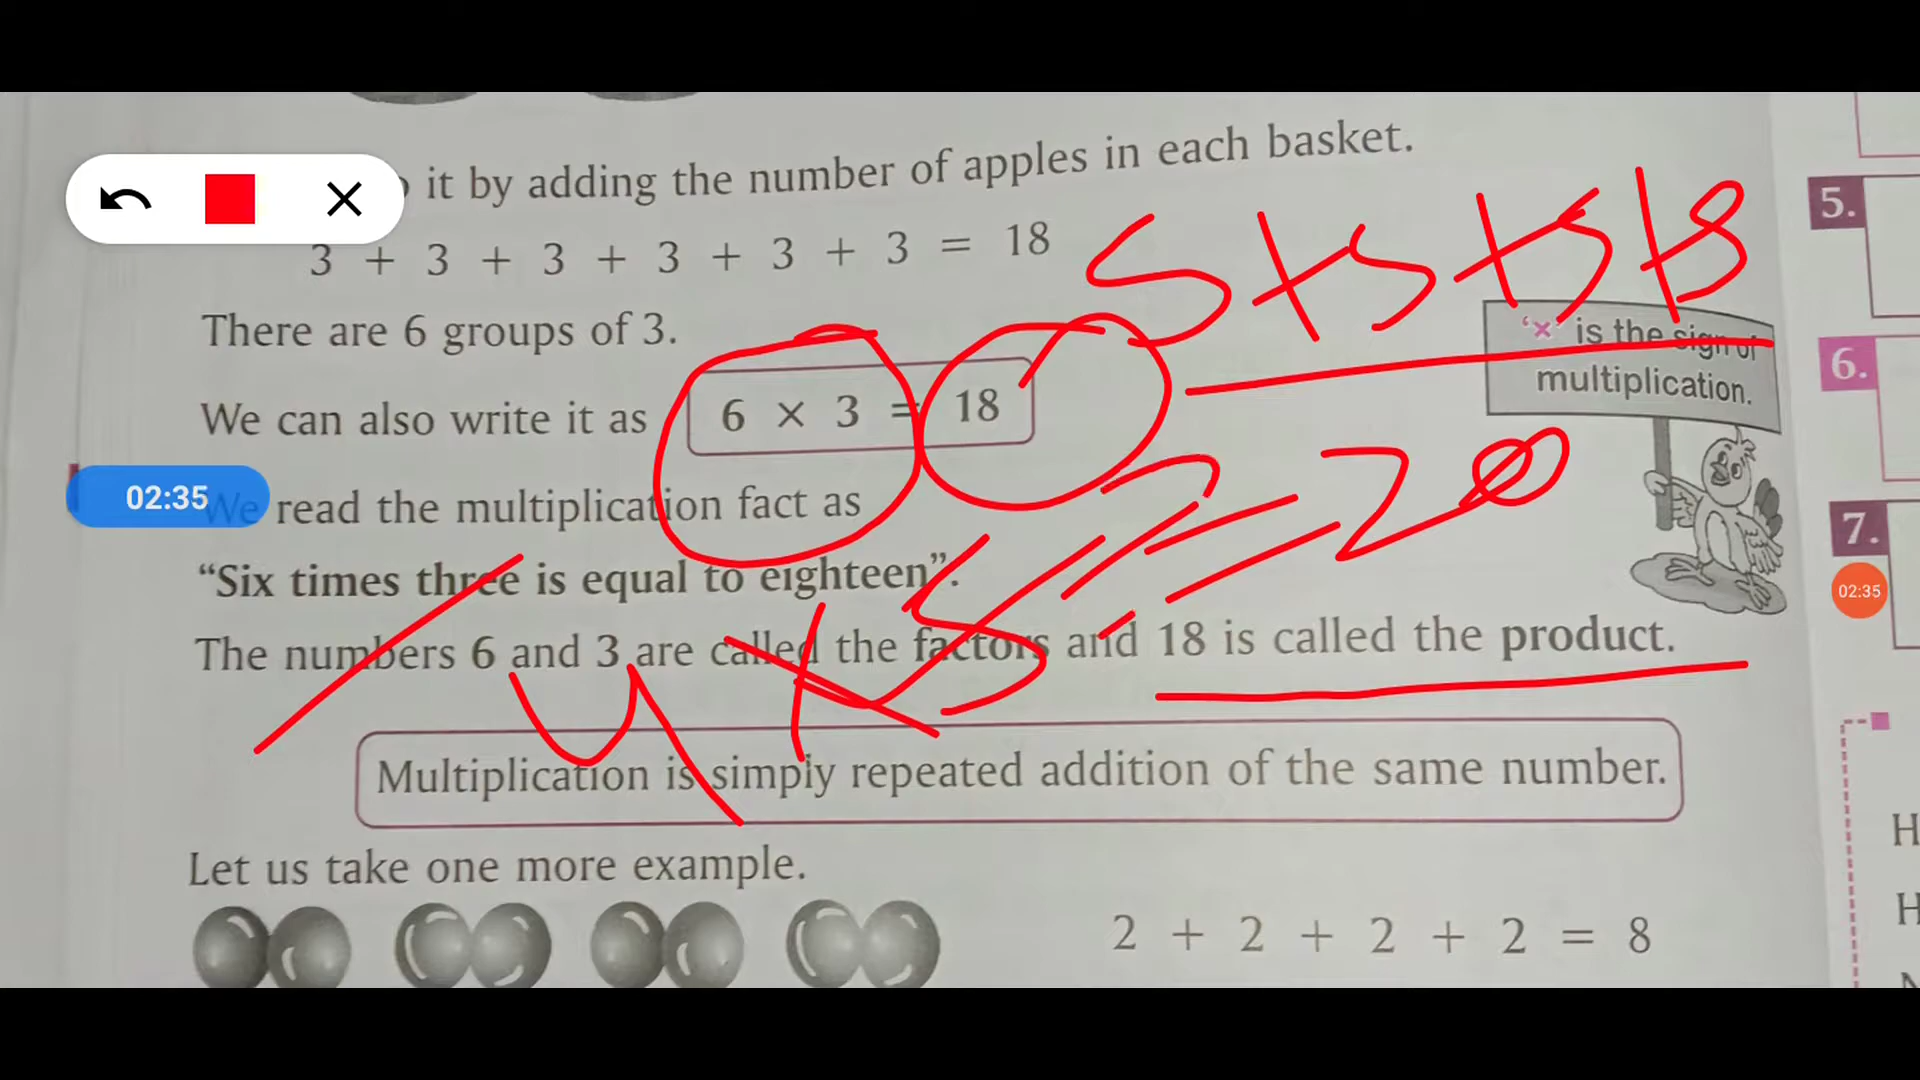 it by adding the number of apples in each basket.
3 + 3 + 3 + 3 + 3 + 3 = 18
5+5+5+5
5.
There are 6 groups of 3.
'×' is the sign of
multiplication.
6.
We can also write it as 6 × 3 = 18
= 20
02:35
We read the multiplication fact as
7.
02:35
"Six times three is equal to eighteen".
The numbers 6 and 3 are called the factors and 18 is called the product.
4 × 5
Multiplication is simply repeated addition of the same number.
H
Let us take one more example.
H
2 + 2 + 2 + 2 = 8